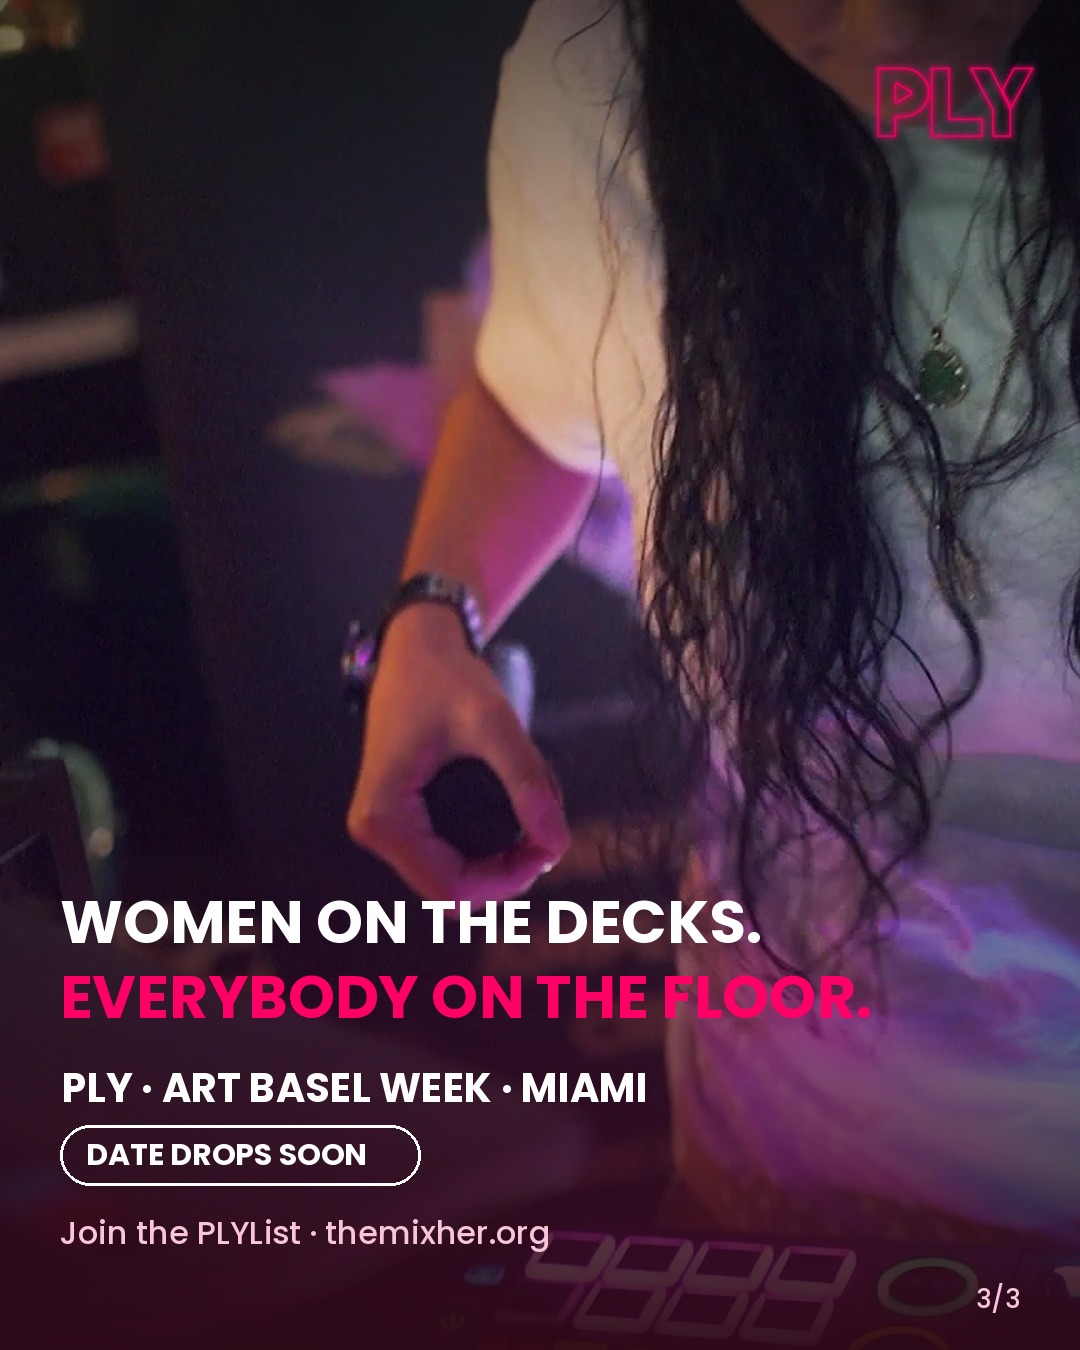 PLY
WOMEN ON THE DECKS.
EVERYBODY ON THE FLOOR.
PLY · ART BASEL WEEK · MIAMI
DATE DROPS SOON
Join the PLYList · themixher.org
3/3